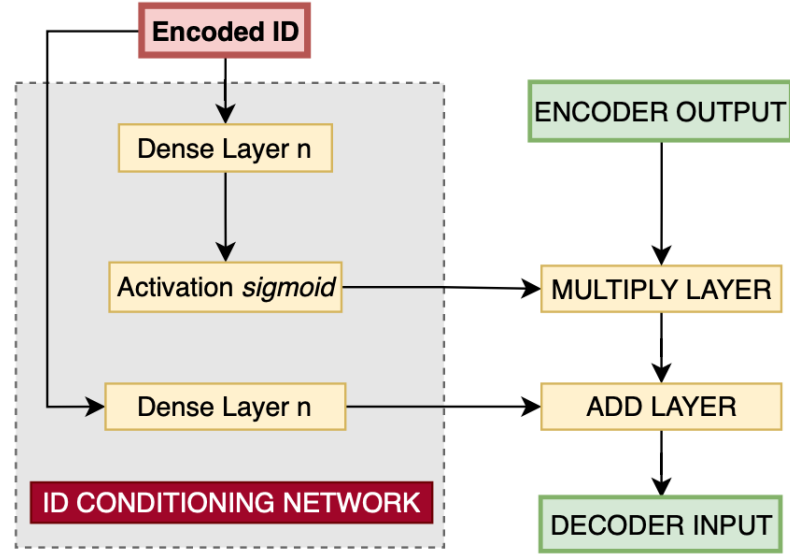 Encoded ID
ENCODER OUTPUT
Dense Layer n
Activation sigmoid
MULTIPLY LAYER
Dense Layer n
ADD LAYER
ID CONDITIONING NETWORK
DECODER INPUT